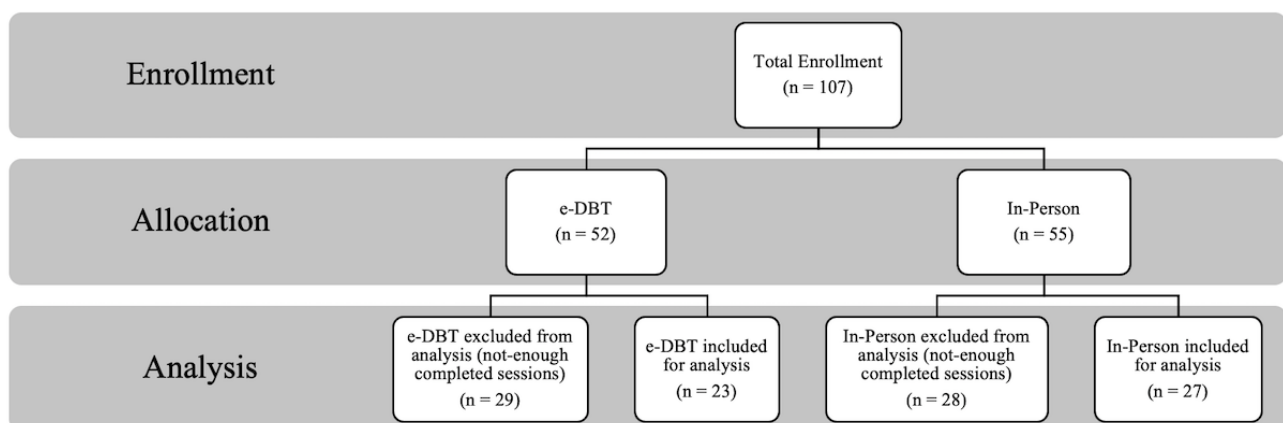 Enrollment
Total Enrollment
(n = 107)
Allocation
e-DBT
(n = 52)
In-Person
(n = 55)
Analysis
e-DBT excluded from
analysis (not-enough
completed sessions)
(n = 29)
e-DBT included
for analysis
(n = 23)
In-Person excluded from
analysis (not-enough
completed sessions)
(n = 28)
In-Person included
for analysis
(n = 27)